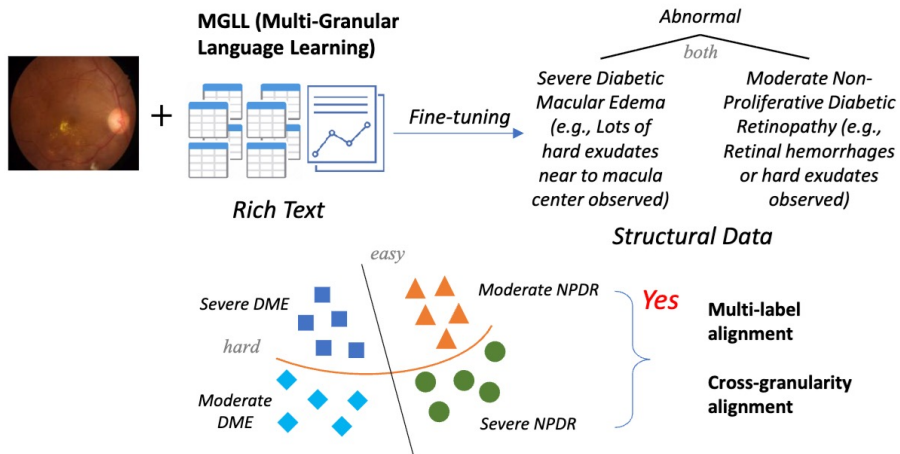 MGLL (Multi-Granular
Language Learning)
Rich Text
Fine-tuning
Abnormal
both
Severe Diabetic
Macular Edema
(e.g., Lots of
hard exudates
near to macula
center observed)
Moderate Non-
Proliferative Diabetic
Retinopathy (e.g.,
Retinal hemorrhages
or hard exudates
observed)
Structural Data
easy
Severe DME
Moderate NPDR
hard
Moderate
DME
Severe NPDR
Yes
Multi-label
alignment
Cross-granularity
alignment